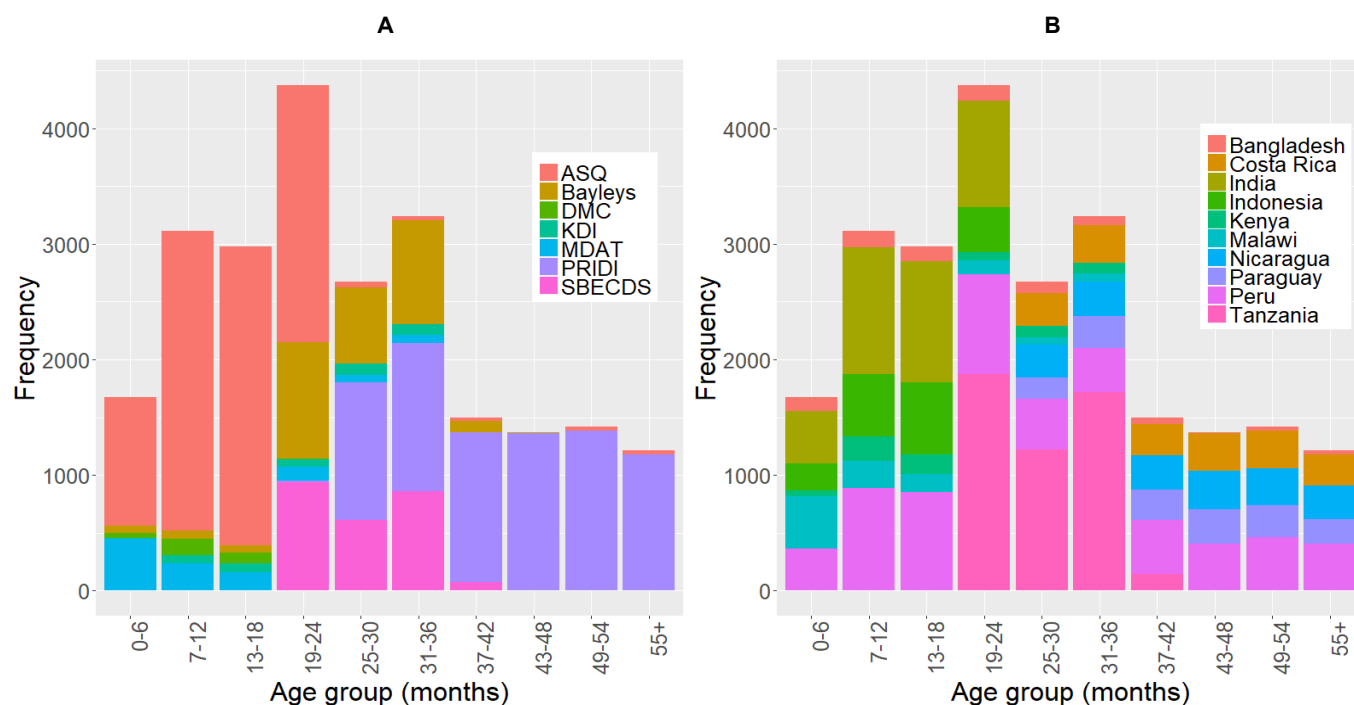 A
Frequency
4000
3000
2000
1000
0
ASQ
Bayleys
DMC
KDI
MDAT
PRIDI
SBECDS
0-6
7-12
13-18
19-24
25-30
31-36
37-42
43-48
49-54
55+
Age group (months)
B
Frequency
4000
3000
2000
1000
0
Bangladesh
Costa Rica
India
Indonesia
Kenya
Malawi
Nicaragua
Paraguay
Peru
Tanzania
0-6
7-12
13-18
19-24
25-30
31-36
37-42
43-48
49-54
55+
Age group (months)